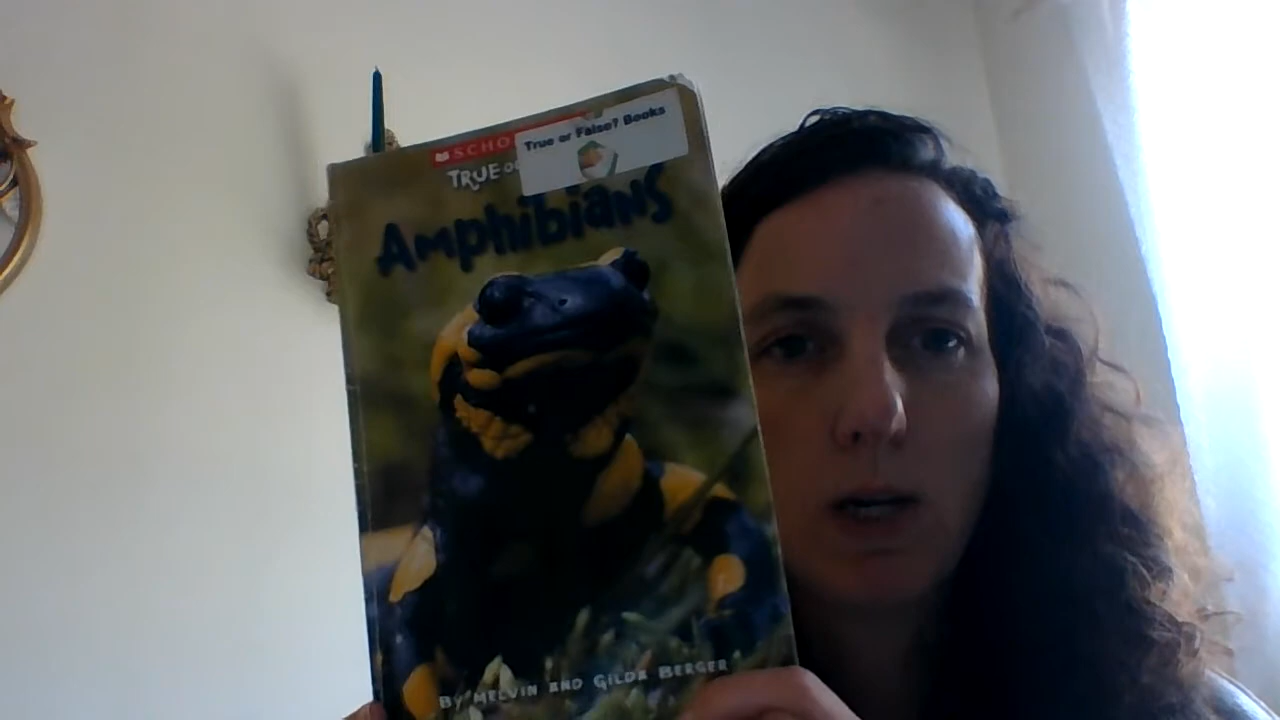 SCHO
TRUE o
True or False? Books
Amphibians
By Melvin and Gilda Berger